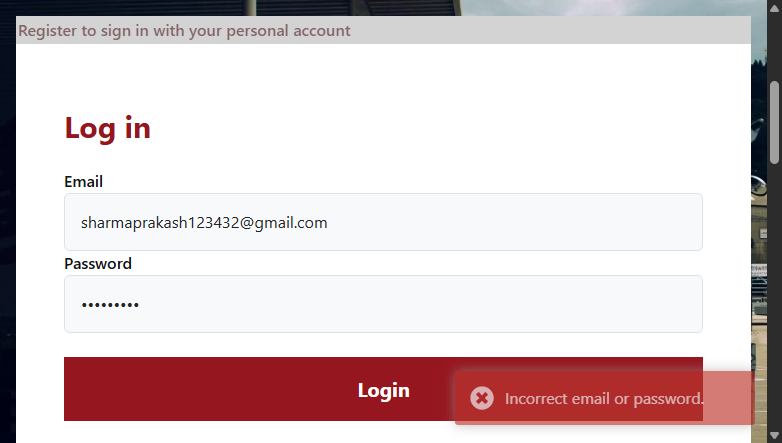 Register to sign in with your personal account
Log in
Email
sharmaprakash123432@gmail.com
Password
•••••••••
Login
Incorrect email or password.